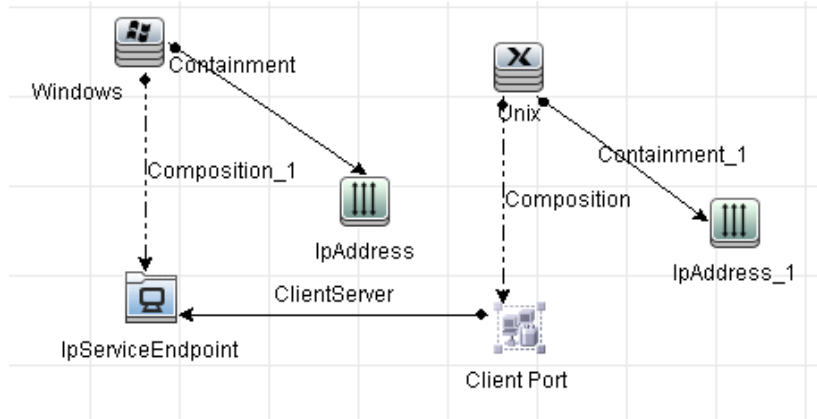 Containment
Windows
Unix
Containment_1
Composition_1
Composition
IpAddress
IpAddress_1
ClientServer
IpServiceEndpoint
Client Port